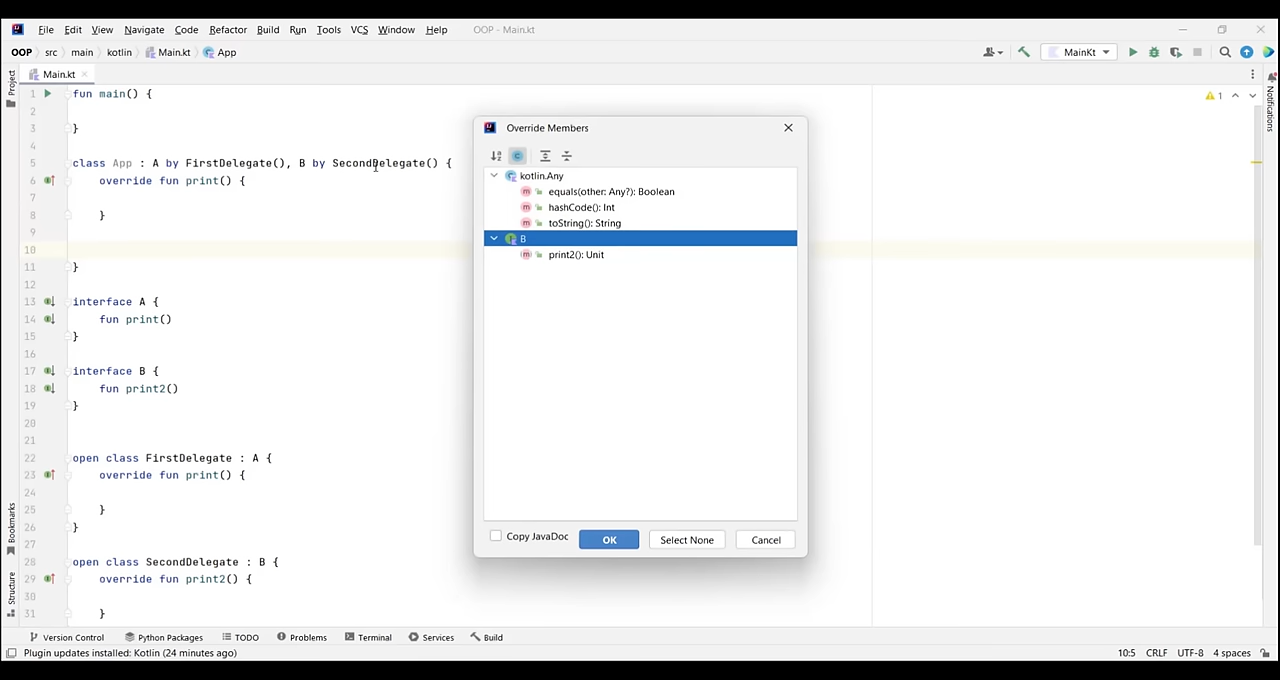 File Edit View Navigate Code Refactor Build Run Tools VCS Window Help OOP - Main.kt
OOP src main kotlin Main.kt App MainKt
Main.kt
Project
Notifications
Bookmarks
Structure
1 fun main() {
2
3 }
4
5 class App : A by FirstDelegate(), B by SecondDelegate() {
6 override fun print() {
7
8 }
9
10
11 }
12
13 interface A {
14 fun print()
15 }
16
17 interface B {
18 fun print2()
19 }
20
21
22 open class FirstDelegate : A {
23 override fun print() {
24
25 }
26 }
27
28 open class SecondDelegate : B {
29 override fun print2() {
30
31 }
1
Override Members
kotlin.Any
equals(other: Any?): Boolean
hashCode(): Int
toString(): String
B
print2(): Unit
Copy JavaDoc OK Select None Cancel
Version Control Python Packages TODO Problems Terminal Services Build
Plugin updates installed: Kotlin (24 minutes ago) 10:5 CRLF UTF-8 4 spaces